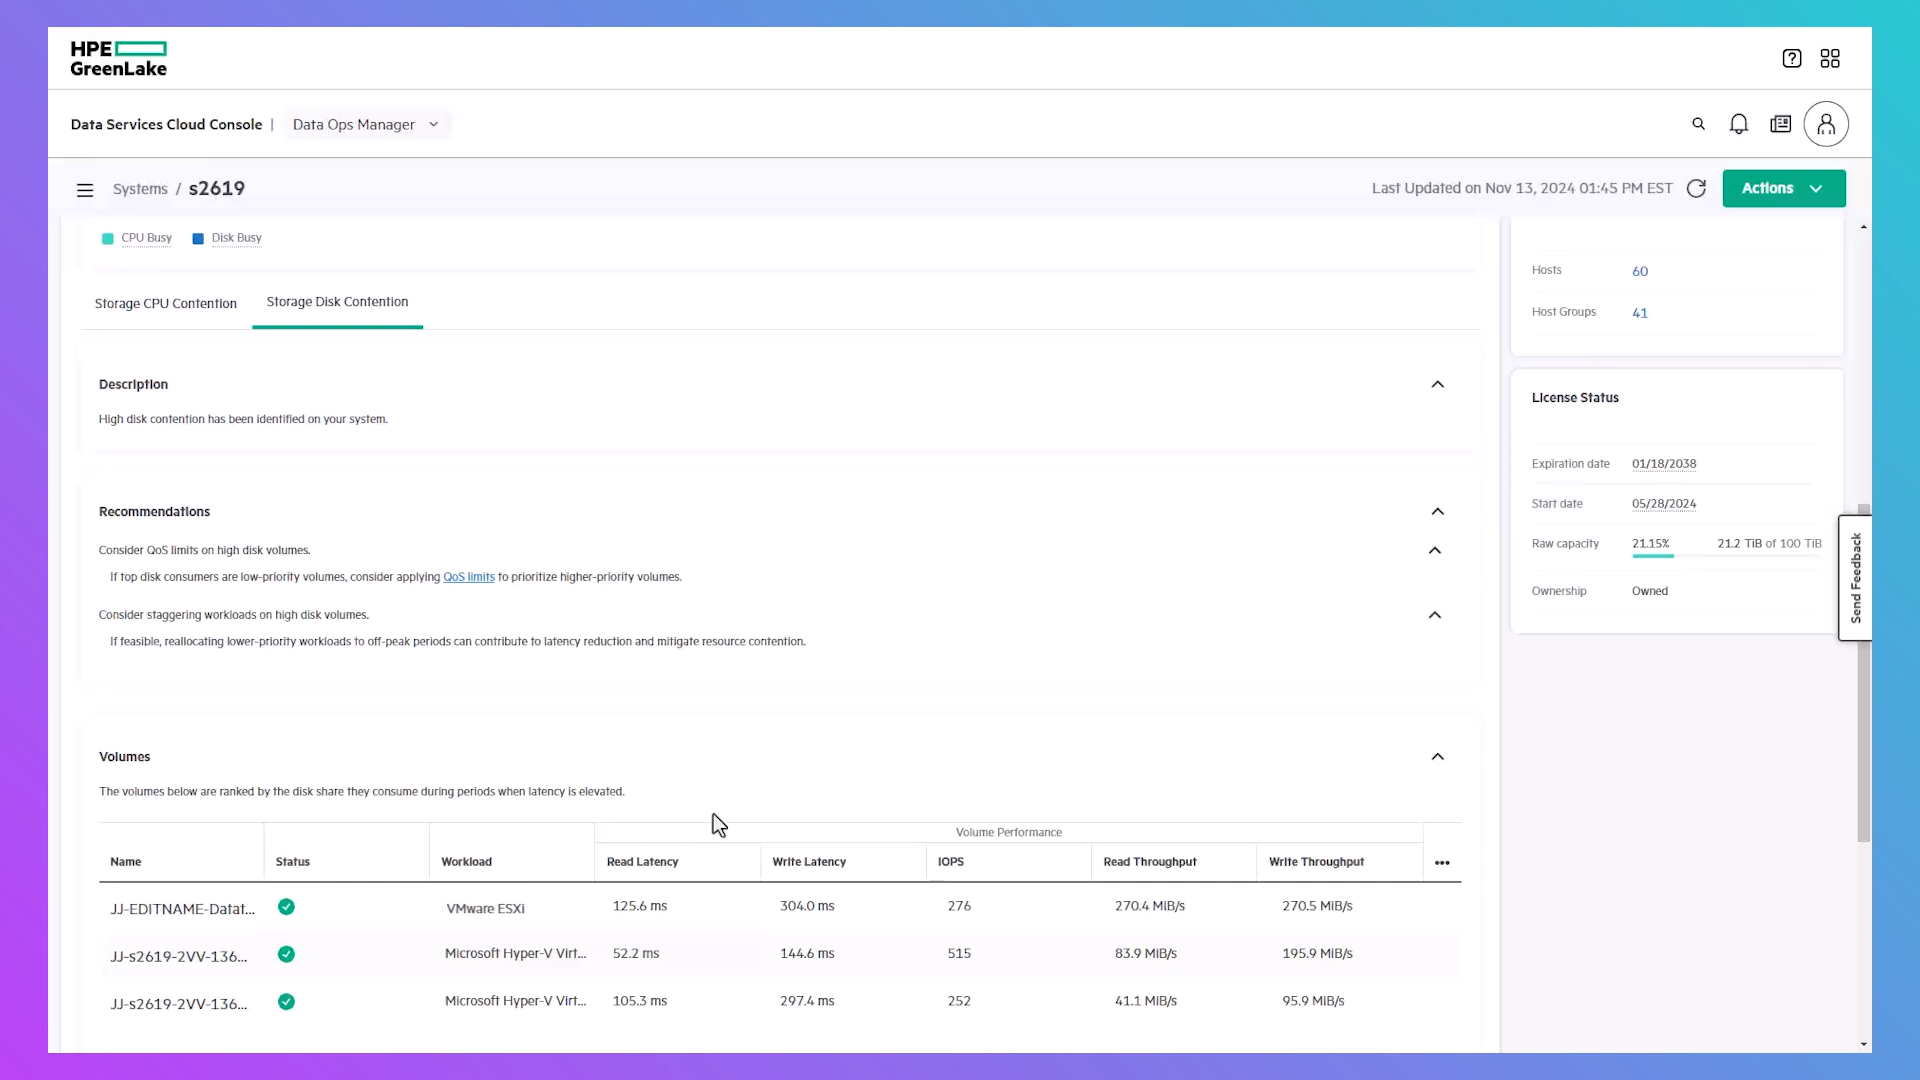 HPE
GreenLake
Data Services Cloud Console | Data Ops Manager
Systems / s2619
Last Updated on Nov 13, 2024 01:45 PM EST
Actions
CPU Busy Disk Busy
Storage CPU Contention Storage Disk Contention
Description
High disk contention has been identified on your system.
Recommendations
Consider QoS limits on high disk volumes.
If top disk consumers are low-priority volumes, consider applying QoS limits to prioritize higher-priority volumes.
Consider staggering workloads on high disk volumes.
If feasible, reallocating lower-priority workloads to off-peak periods can contribute to latency reduction and mitigate resource contention.
Volumes
The volumes below are ranked by the disk share they consume during periods when latency is elevated.
Volume Performance
Name Status Workload Read Latency Write Latency IOPS Read Throughput Write Throughput
JJ-EDITNAME-Datat... VMware ESXi 125.6 ms 304.0 ms 276 270.4 MiB/s 270.5 MiB/s
JJ-s2619-2VV-136... Microsoft Hyper-V Virt... 52.2 ms 144.6 ms 515 83.9 MiB/s 195.9 MiB/s
JJ-s2619-2VV-136... Microsoft Hyper-V Virt... 105.3 ms 297.4 ms 252 41.1 MiB/s 95.9 MiB/s
Hosts 60
Host Groups 41
License Status
Expiration date 01/18/2038
Start date 05/28/2024
Raw capacity 21.15% 21.2 TiB of 100 TiB
Ownership Owned
Send Feedback